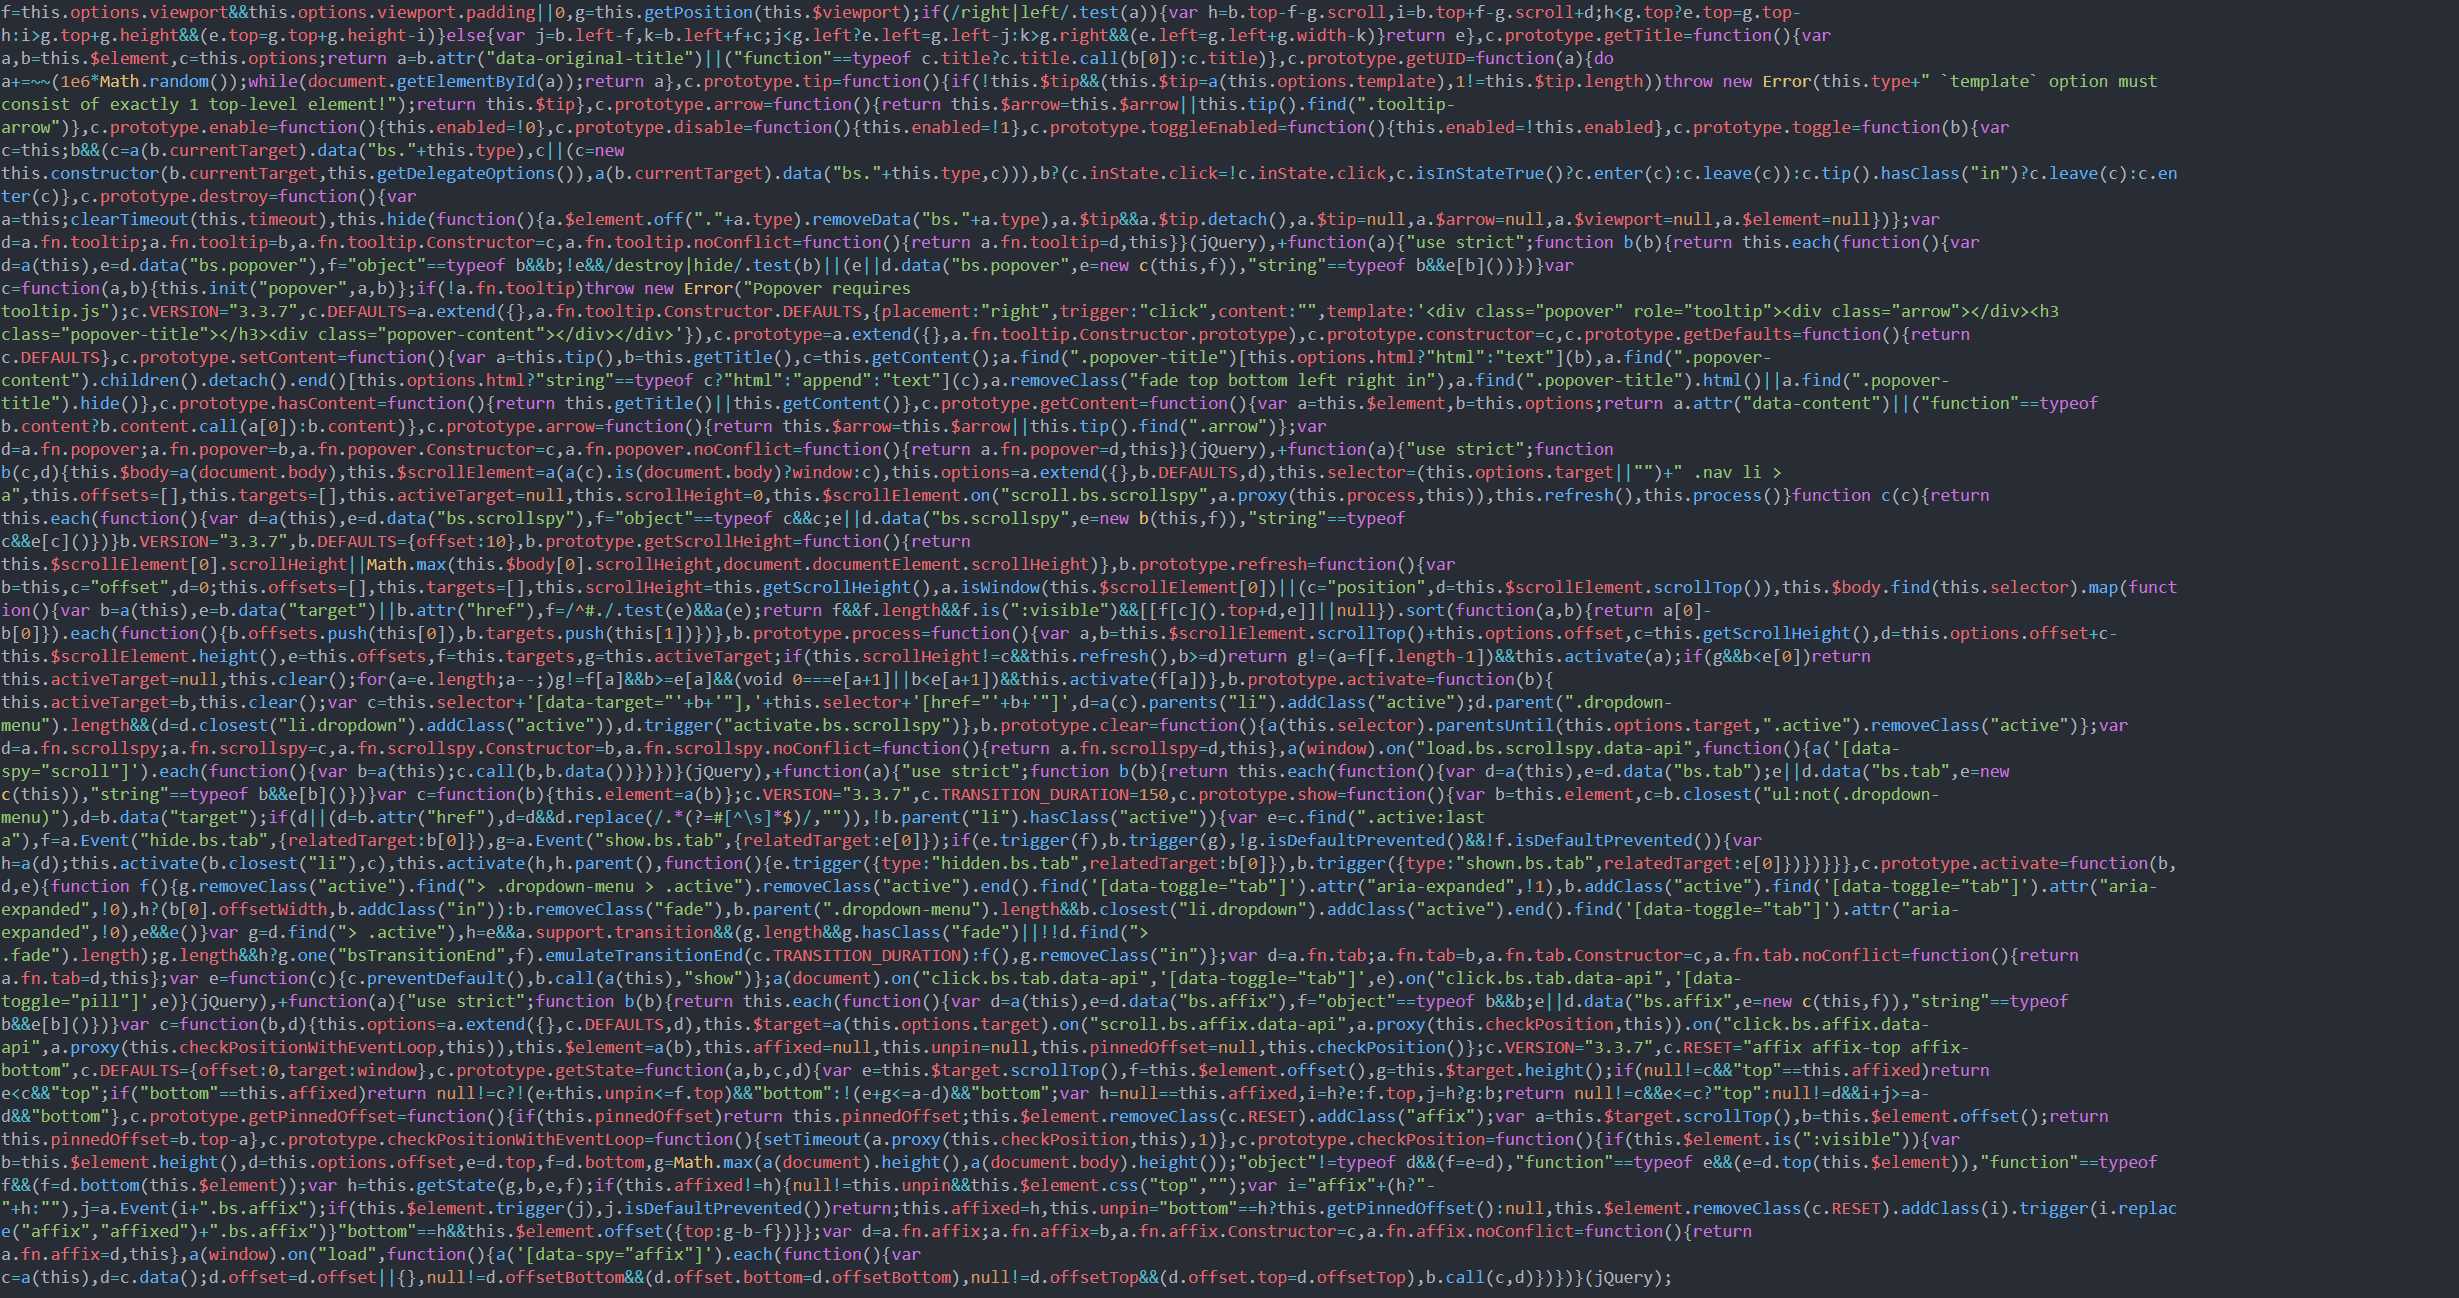 f=this.options.viewport&&this.options.viewport.padding||0,g=this.getPosition(this.$viewport);if(/right|left/.test(a)){var h=b.top-f-g.scroll,i=b.top+f-g.scroll+d;h<g.top?e.top=g.top-
h:i>g.top+g.height&&(e.top=g.top+g.height-i)}else{var j=b.left-f,k=b.left+f+c;j<g.left?e.left=g.left-j:k>g.right&&(e.left=g.left+g.width-k)}return e},c.prototype.getTitle=function(){var
a,b=this.$element,c=this.options;return a=b.attr("data-original-title")||("function"==typeof c.title?c.title.call(b[0]):c.title)},c.prototype.getUID=function(a){do
a+=~~(1e6*Math.random());while(document.getElementById(a));return a},c.prototype.tip=function(){if(!this.$tip&&(this.$tip=a(this.options.template),1!=this.$tip.length))throw new Error(this.type+" `template` option must
consist of exactly 1 top-level element!");return this.$tip},c.prototype.arrow=function(){return this.$arrow=this.$arrow||this.tip().find(".tooltip-
arrow")},c.prototype.enable=function(){this.enabled=!0},c.prototype.disable=function(){this.enabled=!1},c.prototype.toggleEnabled=function(){this.enabled=!this.enabled},c.prototype.toggle=function(b){var
c=this;b&&(c=a(b.currentTarget).data("bs."+this.type),c||(c=new
this.constructor(b.currentTarget,this.getDelegateOptions()),a(b.currentTarget).data("bs."+this.type,c))),b?(c.inState.click=!c.inState.click,c.isInStateTrue()?c.enter(c):c.leave(c)):c.tip().hasClass("in")?c.leave(c):c.en
ter(c)},c.prototype.destroy=function(){var
a=this;clearTimeout(this.timeout),this.hide(function(){a.$element.off("."+a.type).removeData("bs."+a.type),a.$tip&&a.$tip.detach(),a.$tip=null,a.$arrow=null,a.$viewport=null,a.$element=null})};var
d=a.fn.tooltip;a.fn.tooltip=b,a.fn.tooltip.Constructor=c,a.fn.tooltip.noConflict=function(){return a.fn.tooltip=d,this}}(jQuery),+function(a){"use strict";function b(b){return this.each(function(){var
d=a(this),e=d.data("bs.popover"),f="object"==typeof b&&b;!e&&/destroy|hide/.test(b)||(e||d.data("bs.popover",e=new c(this,f)),"string"==typeof b&&e[b]())})}var
c=function(a,b){this.init("popover",a,b)};if(!a.fn.tooltip)throw new Error("Popover requires
tooltip.js");c.VERSION="3.3.7",c.DEFAULTS=a.extend({},a.fn.tooltip.Constructor.DEFAULTS,{placement:"right",trigger:"click",content:"",template:'<div class="popover" role="tooltip"><div class="arrow"></div><h3
class="popover-title"></h3><div class="popover-content"></div></div>'}),c.prototype=a.extend({},a.fn.tooltip.Constructor.prototype),c.prototype.constructor=c,c.prototype.getDefaults=function(){return
c.DEFAULTS},c.prototype.setContent=function(){var a=this.tip(),b=this.getTitle(),c=this.getContent();a.find(".popover-title")[this.options.html?"html":"text"](b),a.find(".popover-
content").children().detach().end()[this.options.html?"string"==typeof c?"html":"append":"text"](c),a.removeClass("fade top bottom left right in"),a.find(".popover-title").html()||a.find(".popover-
title").hide()},c.prototype.hasContent=function(){return this.getTitle()||this.getContent()},c.prototype.getContent=function(){var a=this.$element,b=this.options;return a.attr("data-content")||("function"==typeof
b.content?b.content.call(a[0]):b.content)},c.prototype.arrow=function(){return this.$arrow=this.$arrow||this.tip().find(".arrow")};var
d=a.fn.popover;a.fn.popover=b,a.fn.popover.Constructor=c,a.fn.popover.noConflict=function(){return a.fn.popover=d,this}}(jQuery),+function(a){"use strict";function
b(c,d){this.$body=a(document.body),this.$scrollElement=a(a(c).is(document.body)?window:c),this.options=a.extend({},b.DEFAULTS,d),this.selector=(this.options.target||"")+" .nav li >
a",this.offsets=[],this.targets=[],this.activeTarget=null,this.scrollHeight=0,this.$scrollElement.on("scroll.bs.scrollspy",a.proxy(this.process,this)),this.refresh(),this.process()}function c(c){return
this.each(function(){var d=a(this),e=d.data("bs.scrollspy"),f="object"==typeof c&&c;e||d.data("bs.scrollspy",e=new b(this,f)),"string"==typeof
c&&e[c]()})}b.VERSION="3.3.7",b.DEFAULTS={offset:10},b.prototype.getScrollHeight=function(){return
this.$scrollElement[0].scrollHeight||Math.max(this.$body[0].scrollHeight,document.documentElement.scrollHeight)},b.prototype.refresh=function(){var
b=this,c="offset",d=0;this.offsets=[],this.targets=[],this.scrollHeight=this.getScrollHeight(),a.isWindow(this.$scrollElement[0])||(c="position",d=this.$scrollElement.scrollTop()),this.$body.find(this.selector).map(funct
ion(){var b=a(this),e=b.data("target")||b.attr("href"),f=/^#./.test(e)&&a(e);return f&&f.length&&f.is(":visible")&&[[f[c]().top+d,e]]||null}).sort(function(a,b){return a[0]-
b[0]}).each(function(){b.offsets.push(this[0]),b.targets.push(this[1])})},b.prototype.process=function(){var a,b=this.$scrollElement.scrollTop()+this.options.offset,c=this.getScrollHeight(),d=this.options.offset+c-
this.$scrollElement.height(),e=this.offsets,f=this.targets,g=this.activeTarget;if(this.scrollHeight!=c&&this.refresh(),b>=d)return g!=(a=f[f.length-1])&&this.activate(a);if(g&&b<e[0])return
this.activeTarget=null,this.clear();for(a=e.length;a--;)g!=f[a]&&b>=e[a]&&(void 0===e[a+1]||b<e[a+1])&&this.activate(f[a])},b.prototype.activate=function(b){
this.activeTarget=b,this.clear();var c=this.selector+'[data-target="'+b+'"],'+this.selector+'[href="'+b+'"]',d=a(c).parents("li").addClass("active");d.parent(".dropdown-
menu").length&&(d=d.closest("li.dropdown").addClass("active")),d.trigger("activate.bs.scrollspy")},b.prototype.clear=function(){a(this.selector).parentsUntil(this.options.target,".active").removeClass("active")};var
d=a.fn.scrollspy;a.fn.scrollspy=c,a.fn.scrollspy.Constructor=b,a.fn.scrollspy.noConflict=function(){return a.fn.scrollspy=d,this},a(window).on("load.bs.scrollspy.data-api",function(){a('[data-
spy="scroll"]').each(function(){var b=a(this);c.call(b,b.data())})})}(jQuery),+function(a){"use strict";function b(b){return this.each(function(){var d=a(this),e=d.data("bs.tab");e||d.data("bs.tab",e=new
c(this)),"string"==typeof b&&e[b]()})}var c=function(b){this.element=a(b)};c.VERSION="3.3.7",c.TRANSITION_DURATION=150,c.prototype.show=function(){var b=this.element,c=b.closest("ul:not(.dropdown-
menu)"),d=b.data("target");if(d||(d=b.attr("href"),d=d&&d.replace(/.*(?=#[^\s]*$)/,"")),!b.parent("li").hasClass("active")){var e=c.find(".active:last
a"),f=a.Event("hide.bs.tab",{relatedTarget:b[0]}),g=a.Event("show.bs.tab",{relatedTarget:e[0]});if(e.trigger(f),b.trigger(g),!g.isDefaultPrevented()&&!f.isDefaultPrevented()){var
h=a(d);this.activate(b.closest("li"),c),this.activate(h,h.parent(),function(){e.trigger({type:"hidden.bs.tab",relatedTarget:b[0]}),b.trigger({type:"shown.bs.tab",relatedTarget:e[0]})})}}},c.prototype.activate=function(b,
d,e){function f(){g.removeClass("active").find("> .dropdown-menu > .active").removeClass("active").end().find('[data-toggle="tab"]').attr("aria-expanded",!1),b.addClass("active").find('[data-toggle="tab"]').attr("aria-
expanded",!0),h?(b[0].offsetWidth,b.addClass("in")):b.removeClass("fade"),b.parent(".dropdown-menu").length&&b.closest("li.dropdown").addClass("active").end().find('[data-toggle="tab"]').attr("aria-
expanded",!0),e&&e()}var g=d.find("> .active"),h=e&&a.support.transition&&(g.length&&g.hasClass("fade")||!!d.find(">
.fade").length);g.length&&h?g.one("bsTransitionEnd",f).emulateTransitionEnd(c.TRANSITION_DURATION):f(),g.removeClass("in")};var d=a.fn.tab;a.fn.tab=b,a.fn.tab.Constructor=c,a.fn.tab.noConflict=function(){return
a.fn.tab=d,this};var e=function(c){c.preventDefault(),b.call(a(this),"show")};a(document).on("click.bs.tab.data-api",'[data-toggle="tab"]',e).on("click.bs.tab.data-api",'[data-
toggle="pill"]',e)}(jQuery),+function(a){"use strict";function b(b){return this.each(function(){var d=a(this),e=d.data("bs.affix"),f="object"==typeof b&&b;e||d.data("bs.affix",e=new c(this,f)),"string"==typeof
b&&e[b]()})}var c=function(b,d){this.options=a.extend({},c.DEFAULTS,d),this.$target=a(this.options.target).on("scroll.bs.affix.data-api",a.proxy(this.checkPosition,this)).on("click.bs.affix.data-
api",a.proxy(this.checkPositionWithEventLoop,this)),this.$element=a(b),this.affixed=null,this.unpin=null,this.pinnedOffset=null,this.checkPosition()};c.VERSION="3.3.7",c.RESET="affix affix-top affix-
bottom",c.DEFAULTS={offset:0,target:window},c.prototype.getState=function(a,b,c,d){var e=this.$target.scrollTop(),f=this.$element.offset(),g=this.$target.height();if(null!=c&&"top"==this.affixed)return
e<c&&"top";if("bottom"==this.affixed)return null!=c?!(e+this.unpin<=f.top)&&"bottom":!(e+g<=a-d)&&"bottom";var h=null==this.affixed,i=h?e:f.top,j=h?g:b;return null!=c&&e<=c?"top":null!=d&&i+j>=a-
d&&"bottom"},c.prototype.getPinnedOffset=function(){if(this.pinnedOffset)return this.pinnedOffset;this.$element.removeClass(c.RESET).addClass("affix");var a=this.$target.scrollTop(),b=this.$element.offset();return
this.pinnedOffset=b.top-a},c.prototype.checkPositionWithEventLoop=function(){setTimeout(a.proxy(this.checkPosition,this),1)},c.prototype.checkPosition=function(){if(this.$element.is(":visible")){var
b=this.$element.height(),d=this.options.offset,e=d.top,f=d.bottom,g=Math.max(a(document).height(),a(document.body).height());"object"!=typeof d&&(f=e=d),"function"==typeof e&&(e=d.top(this.$element)),"function"==typeof
f&&(f=d.bottom(this.$element));var h=this.getState(g,b,e,f);if(this.affixed!=h){null!=this.unpin&&this.$element.css("top","");var i="affix"+(h?"-
"+h:""),j=a.Event(i+".bs.affix");if(this.$element.trigger(j),j.isDefaultPrevented())return;this.affixed=h,this.unpin="bottom"==h?this.getPinnedOffset():null,this.$element.removeClass(c.RESET).addClass(i).trigger(i.replac
e("affix","affixed")+".bs.affix")}"bottom"==h&&this.$element.offset({top:g-b-f})}};var d=a.fn.affix;a.fn.affix=b,a.fn.affix.Constructor=c,a.fn.affix.noConflict=function(){return
a.fn.affix=d,this},a(window).on("load",function(){a('[data-spy="affix"]').each(function(){var
c=a(this),d=c.data();d.offset=d.offset||{},null!=d.offsetBottom&&(d.offset.bottom=d.offsetBottom),null!=d.offsetTop&&(d.offset.top=d.offsetTop),b.call(c,d)})})}(jQuery);